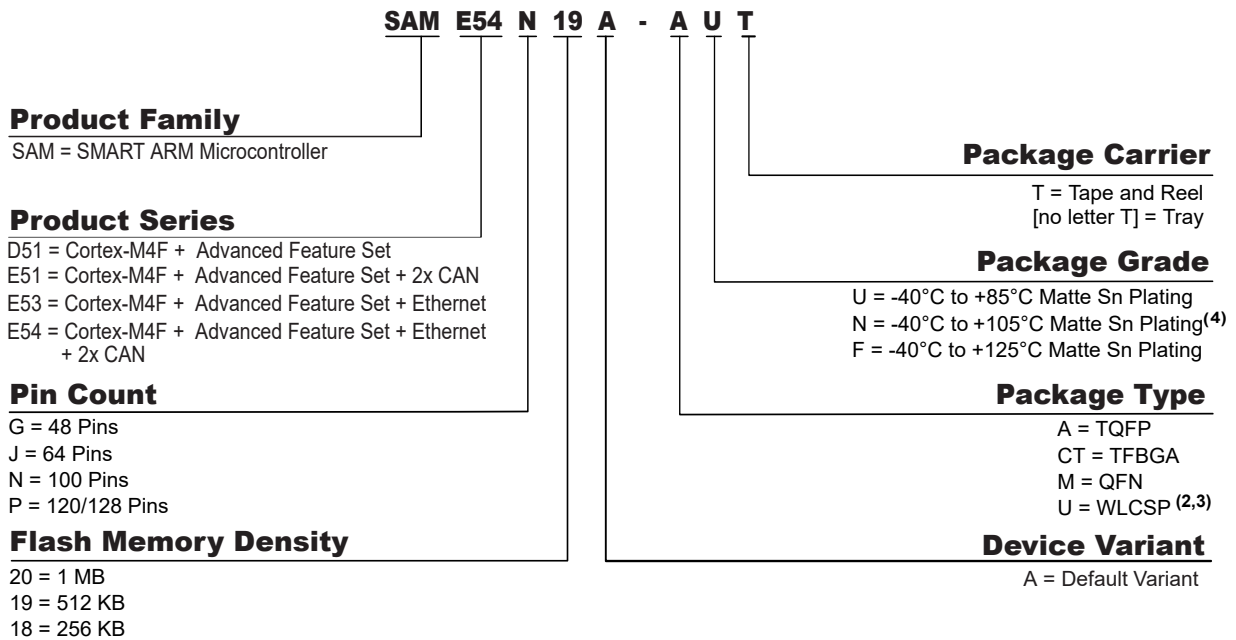 SAM E54 N 19 A - A U T
Product Family
SAM = SMART ARM Microcontroller
Product Series
D51 = Cortex-M4F + Advanced Feature Set
E51 = Cortex-M4F + Advanced Feature Set + 2x CAN
E53 = Cortex-M4F + Advanced Feature Set + Ethernet
E54 = Cortex-M4F + Advanced Feature Set + Ethernet
+ 2x CAN
Pin Count
G = 48 Pins
J = 64 Pins
N = 100 Pins
P = 120/128 Pins
Flash Memory Density
20 = 1 MB
19 = 512 KB
18 = 256 KB
Package Carrier
T = Tape and Reel
[no letter T] = Tray
Package Grade
U = -40°C to +85°C Matte Sn Plating
N = -40°C to +105°C Matte Sn Plating(4)
F = -40°C to +125°C Matte Sn Plating
Package Type
A = TQFP
CT = TFBGA
M = QFN
U = WLCSP (2,3)
Device Variant
A = Default Variant